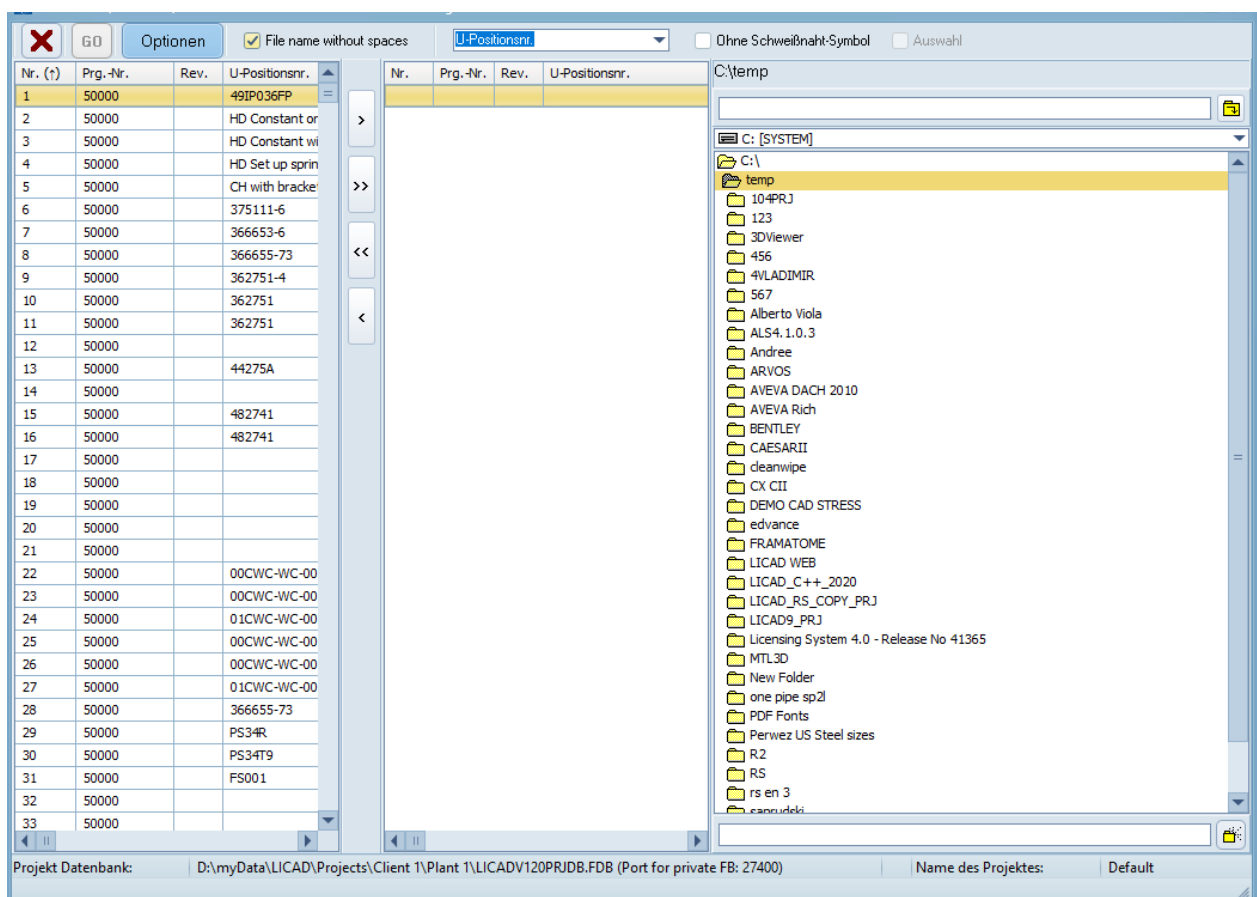 GO Optionen File name without spaces U-Positionsnr. Ohne Schweißnaht-Symbol Auswahl
Nr. (↑) Prg.-Nr. Rev. U-Positionsnr.
1 50000 49IP036FP
2 50000 HD Constant or
3 50000 HD Constant wi
4 50000 HD Set up sprin
5 50000 CH with bracke
6 50000 375111-6
7 50000 366653-6
8 50000 366655-73
9 50000 362751-4
10 50000 362751
11 50000 362751
12 50000
13 50000 44275A
14 50000
15 50000 482741
16 50000 482741
17 50000
18 50000
19 50000
20 50000
21 50000
22 50000 00CWC-WC-00
23 50000 00CWC-WC-00
24 50000 01CWC-WC-00
25 50000 00CWC-WC-00
26 50000 00CWC-WC-00
27 50000 01CWC-WC-00
28 50000 366655-73
29 50000 PS34R
30 50000 PS34T9
31 50000 FS001
32 50000
33 50000
>
>>
<<
<
Nr. Prg.-Nr. Rev. U-Positionsnr.
C:\temp
C: [SYSTEM]
C:\
temp
104PRJ
123
3DViewer
456
4VLADIMIR
567
Alberto Viola
ALS4.1.0.3
Andree
ARVOS
AVEVA DACH 2010
AVEVA Rich
BENTLEY
CAESARII
cleanwipe
CX CII
DEMO CAD STRESS
edvance
FRAMATOME
LICAD WEB
LICAD_C++_2020
LICAD_RS_COPY_PRJ
LICAD9_PRJ
Licensing System 4.0 - Release No 41365
MTL3D
New Folder
one pipe sp2l
PDF Fonts
Perwez US Steel sizes
R2
RS
rs en 3
Projekt Datenbank: D:\myData\LICAD\Projects\Client 1\Plant 1\LICADV120PRJDB.FDB (Port for private FB: 27400) Name des Projektes: Default